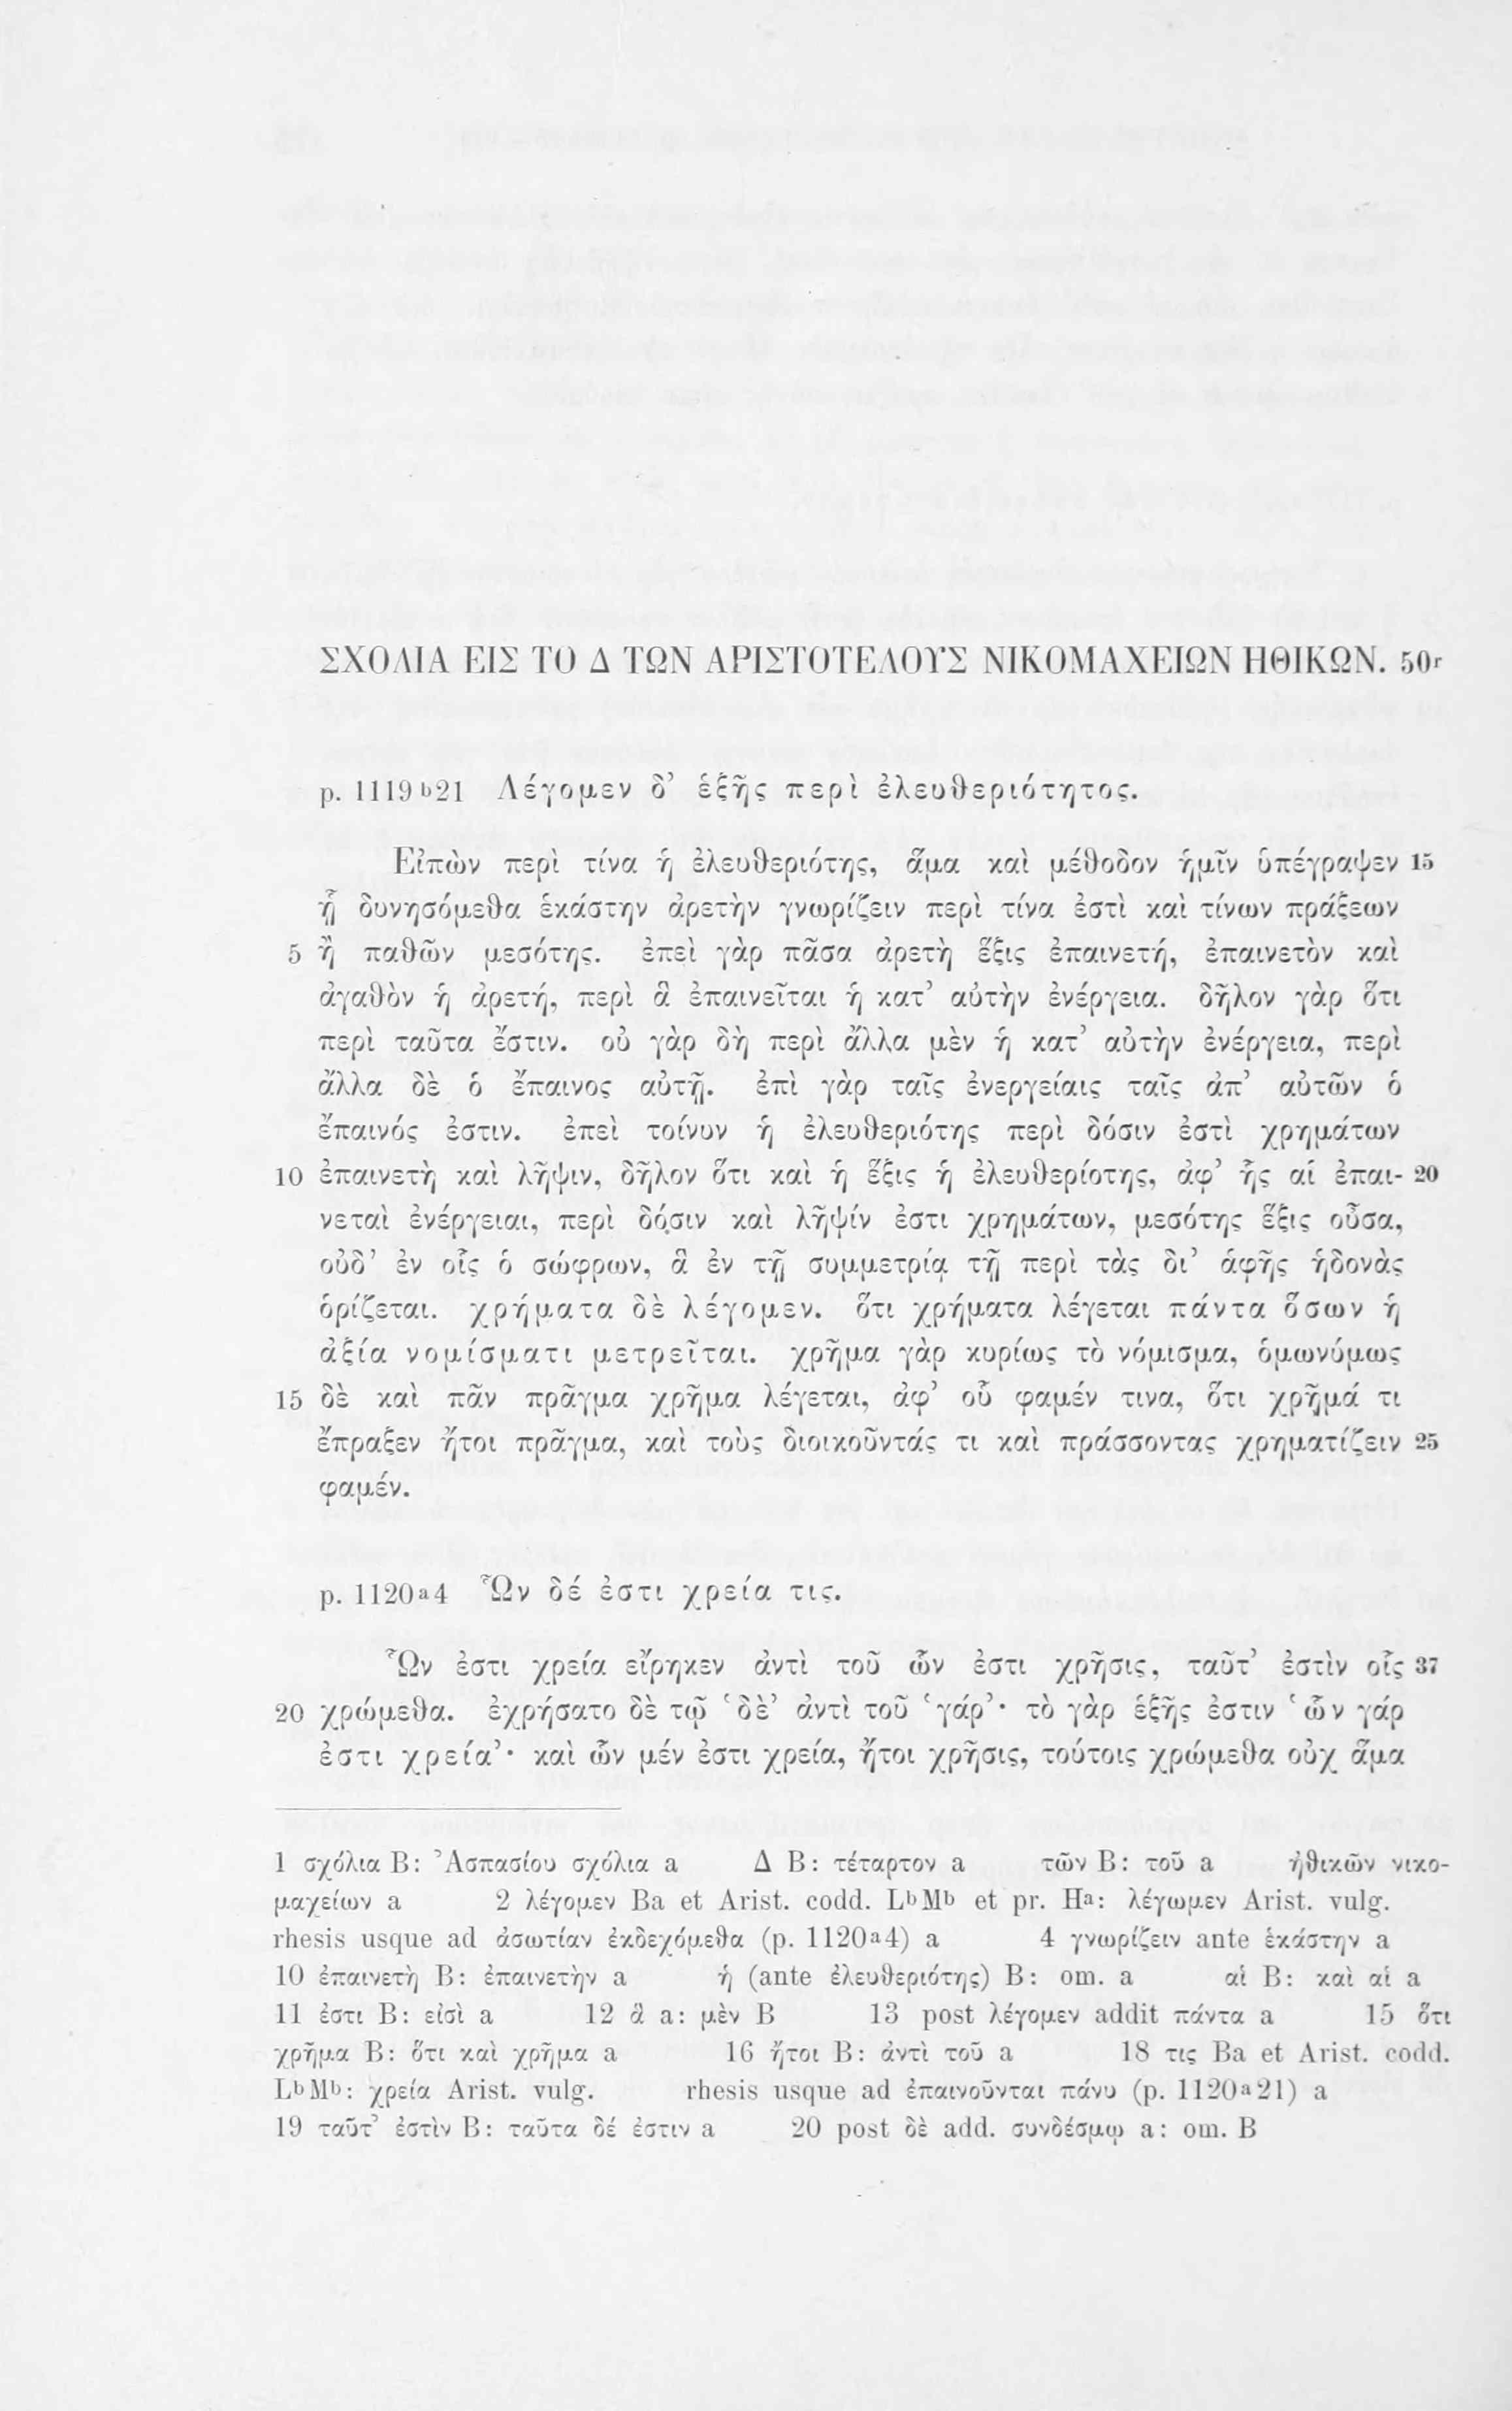 ΣΧΟΛΙΑ ΕΙΣ ΤΟ Δ ΤΩΝ ΑΡΙΣΤΟΤΕΛΟΥΣ ΝΙΚΟΜΑΧΕΙΩΝ ΗΘΙΚΩΝ. 50r
p. 1119b21 Λέγομεν δ’ ἑξῆς περὶ ἐλευθεριότητος.
Εἰπὼν περὶ τίνα ἡ ἐλευθεριότης, ἅμα καὶ μέθοδον ἡμῖν ὑπέγραψεν 15
ᾗ δυνησόμεθα ἑκάστην ἀρετὴν γνωρίζειν περὶ τίνα ἐστὶ καὶ τίνων πράξεων
5 ἢ παθῶν μεσότης. ἐπεὶ γὰρ πᾶσα ἀρετὴ ἕξις ἐπαινετή, ἐπαινετὸν καὶ
ἀγαθὸν ἡ ἀρετή, περὶ ἃ ἐπαινεῖται ἡ κατ’ αὐτὴν ἐνέργεια. δῆλον γὰρ ὅτι
περὶ ταῦτα ἔστιν. οὐ γὰρ δὴ περὶ ἄλλα μὲν ἡ κατ’ αὐτὴν ἐνέργεια, περὶ
ἄλλα δὲ ὁ ἔπαινος αὐτῇ. ἐπὶ γὰρ ταῖς ἐνεργείαις ταῖς ἀπ’ αὐτῶν ὁ
ἔπαινός ἐστιν. ἐπεὶ τοίνυν ἡ ἐλευθεριότης περὶ δόσιν ἐστὶ χρημάτων
10 ἐπαινετὴ καὶ λῆψιν, δῆλον ὅτι καὶ ἡ ἕξις ἡ ἐλευθερίοτης, ἀφ’ ἧς αἱ ἐπαι- 20
νεταὶ ἐνέργειαι, περὶ δόσιν καὶ λῆψίν ἐστι χρημάτων, μεσότης ἕξις οὖσα,
οὐδ’ ἐν οἷς ὁ σώφρων, ἃ ἐν τῇ συμμετρίᾳ τῇ περὶ τὰς δι’ ἁφῆς ἡδονὰς
ὁρίζεται. χρήματα δὲ λέγομεν. ὅτι χρήματα λέγεται πάντα ὅσων ἡ
ἀξία νομίσματι μετρεῖται. χρῆμα γὰρ κυρίως τὸ νόμισμα, ὁμωνύμως
15 δὲ καὶ πᾶν πρᾶγμα χρῆμα λέγεται, ἀφ’ οὗ φαμέν τινα, ὅτι χρῆμά τι
ἔπραξεν ἤτοι πρᾶγμα, καὶ τοὺς διοικοῦντάς τι καὶ πράσσοντας χρηματίζειν 25
φαμέν.
p. 1120a4 Ὧν δέ ἐστι χρεία τις.
Ὧν ἐστι χρεία εἴρηκεν ἀντὶ τοῦ ὧν ἐστι χρῆσις, ταῦτ’ ἐστὶν οἷς 37
20 χρώμεθα. ἐχρήσατο δὲ τῷ ‘δὲ’ ἀντὶ τοῦ ‘γάρ’· τὸ γὰρ ἑξῆς ἐστιν ‘ὧν γάρ
ἐστι χρεία’· καὶ ὧν μέν ἐστι χρεία, ἤτοι χρῆσις, τούτοις χρώμεθα οὐχ ἅμα
1 σχόλια B: Ἀσπασίου σχόλια a Δ B: τέταρτον a τῶν B: τοῦ a ἠθικῶν νικο-
μαχείων a 2 λέγομεν Ba et Arist. codd. LbMb et pr. Ha: λέγωμεν Arist. vulg.
rhesis usque ad ἀσωτίαν ἐκδεχόμεθα (p. 1120a4) a 4 γνωρίζειν ante ἑκάστην a
10 ἐπαινετὴ B: ἐπαινετὴν a ἡ (ante ἐλευθεριότης) B: om. a αἱ B: καὶ αἱ a
11 ἐστι B: εἰσὶ a 12 ἃ a: μὲν B 13 post λέγομεν addit πάντα a 15 ὅτι
χρῆμα B: ὅτι καὶ χρῆμα a 16 ἤτοι B: ἀντὶ τοῦ a 18 τις Ba et Arist. codd.
LbMb: χρεία Arist. vulg. rhesis usque ad ἐπαινοῦνται πάνυ (p. 1120a21) a
19 ταῦτ’ ἐστὶν B: ταῦτα δέ ἐστιν a 20 post δὲ add. συνδέσμῳ a: om. B